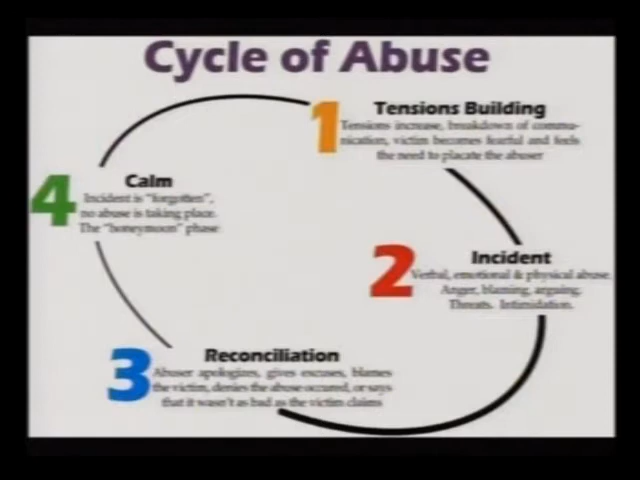 Cycle of Abuse
1 Tensions Building
Tensions increase, breakdown of commu-
nication, victim becomes fearful and feels
the need to placate the abuser
2 Incident
Verbal, emotional & physical abuse.
Anger, blaming, arguing.
Threats. Intimidation.
3 Reconciliation
Abuser apologizes, gives excuses, blames
the victim, denies the abuse occured, or says
that it wasn't as bad as the victim claims
4 Calm
Incident is "forgotten",
no abuse is taking place.
The "honeymoon" phase